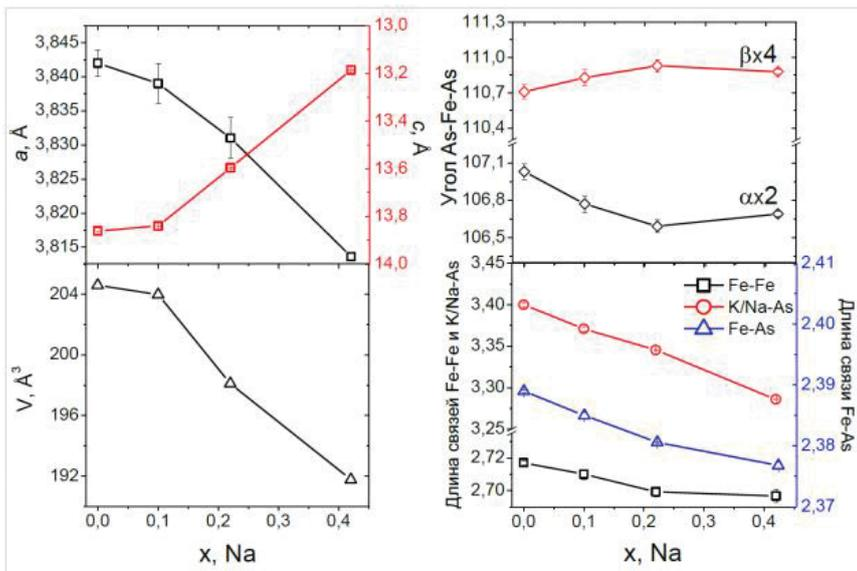 3,845
3,840
3,835
3,830
3,825
3,820
3,815
a, Å
13,0
13,2
13,4
13,6
13,8
14,0
c, Å
204
200
196
192
V, Å³
0,0 0,1 0,2 0,3 0,4
x, Na
111,3
111,0
110,7
110,4
107,1
106,8
106,5
Угол As-Fe-As
βx4
αx2
3,45
3,40
3,35
3,30
3,25
2,72
2,70
Длина связей Fe-Fe и K/Na-As
Fe-Fe
K/Na-As
Fe-As
2,41
2,40
2,39
2,38
2,37
Длина связи Fe-As
0,0 0,1 0,2 0,3 0,4
x, Na